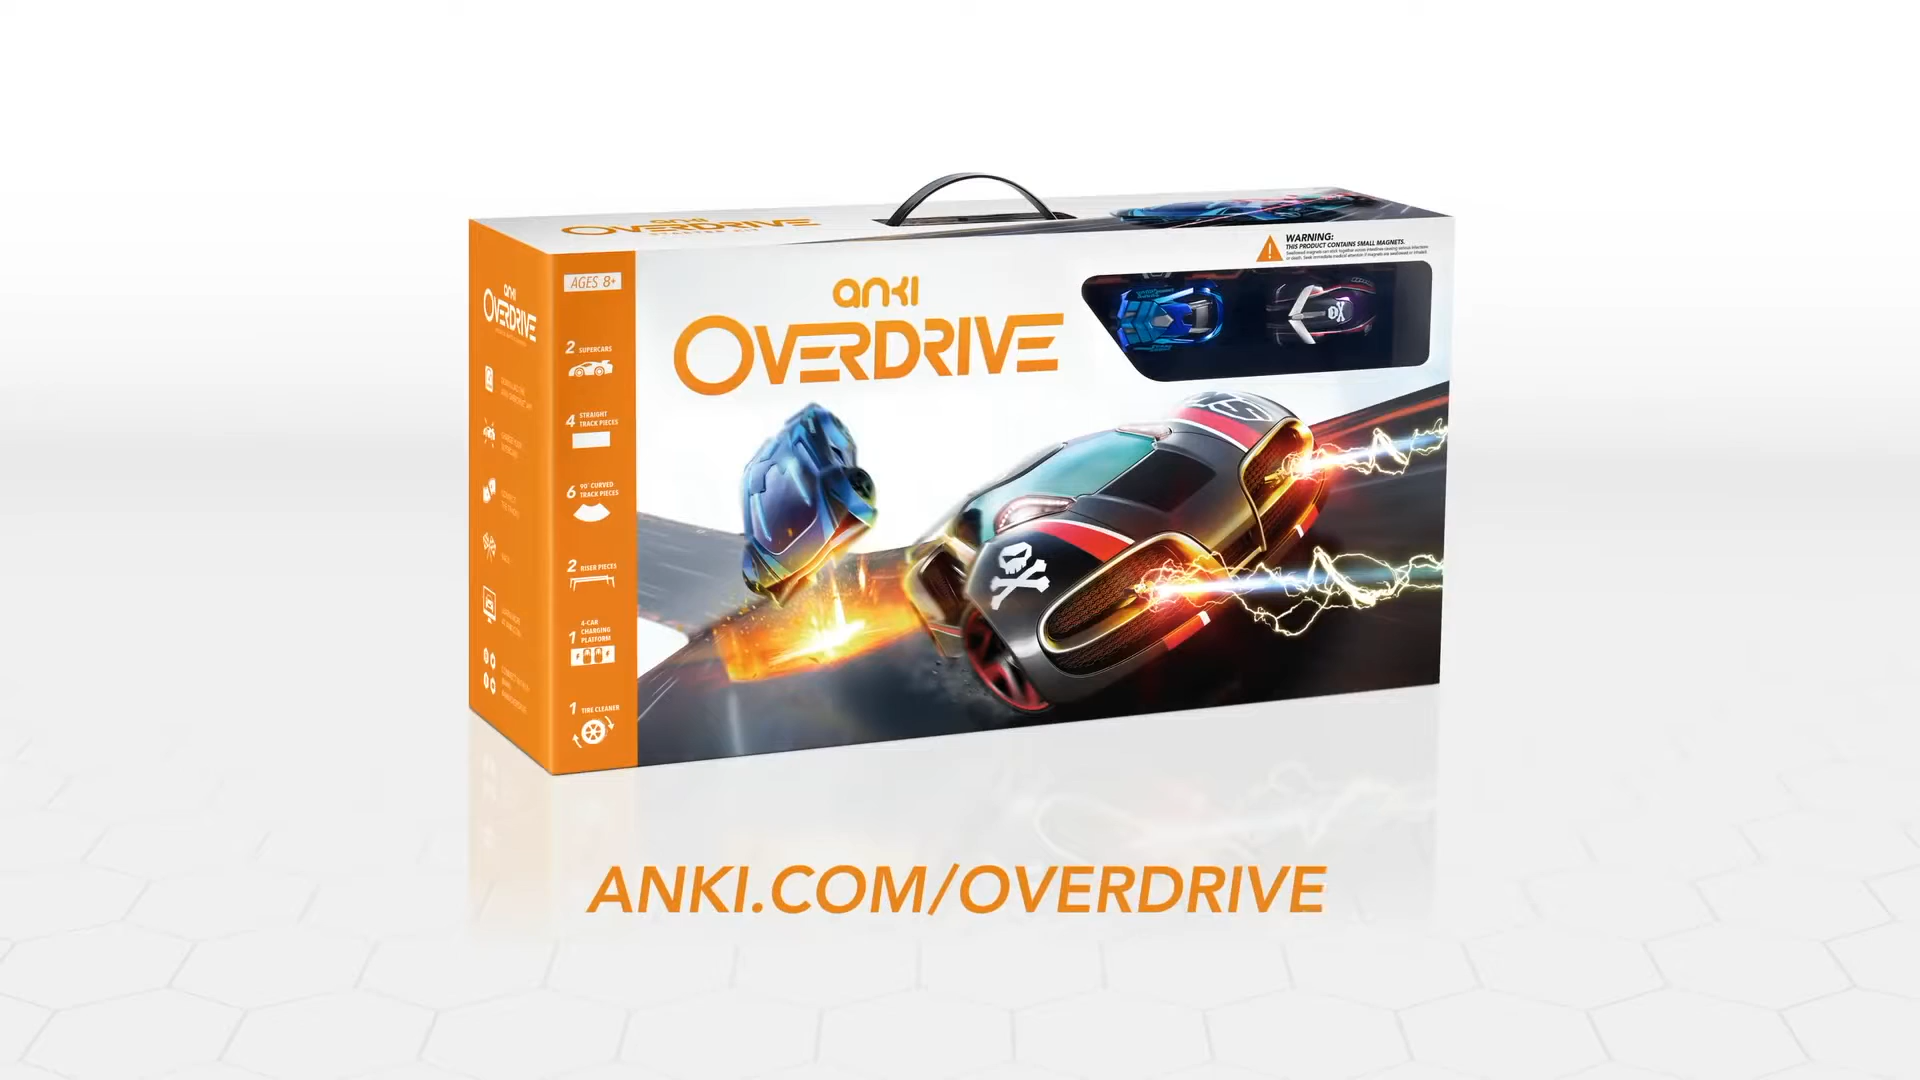 anki
OVERDRIVE
STARTER KIT
anki
OVERDRIVE
AGES 8+
2 SUPERCARS
4 STRAIGHT
TRACK PIECES
6 90° CURVED
TRACK PIECES
2 RISER PIECES
1 4-CAR
CHARGING
PLATFORM
1 TIRE CLEANER
anki
OVERDRIVE
WARNING:
THIS PRODUCT CONTAINS SMALL MAGNETS.
ANKI.COM/OVERDRIVE